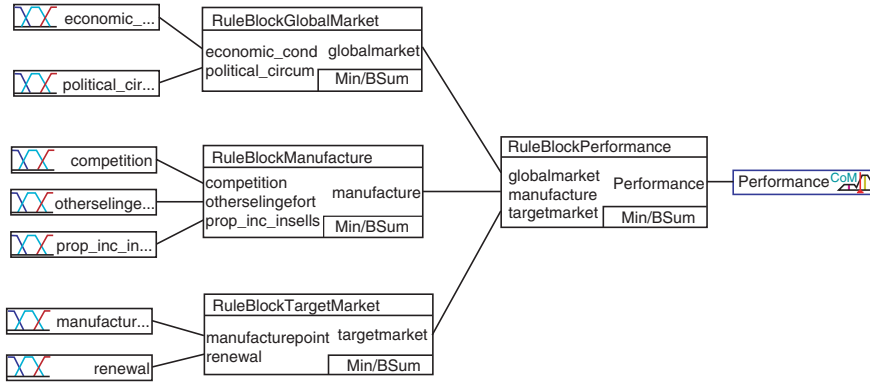 economic_...
political_cir...
RuleBlockGlobalMarket
economic_cond globalmarket
political_circum
Min/BSum
competition
otherselinge...
prop_inc_in...
RuleBlockManufacture
competition
otherselingefort manufacture
prop_inc_insells
Min/BSum
manufactur...
renewal
RuleBlockTargetMarket
manufacturepoint targetmarket
renewal
Min/BSum
RuleBlockPerformance
globalmarket
manufacture Performance
targetmarket
Min/BSum
Performance CoM